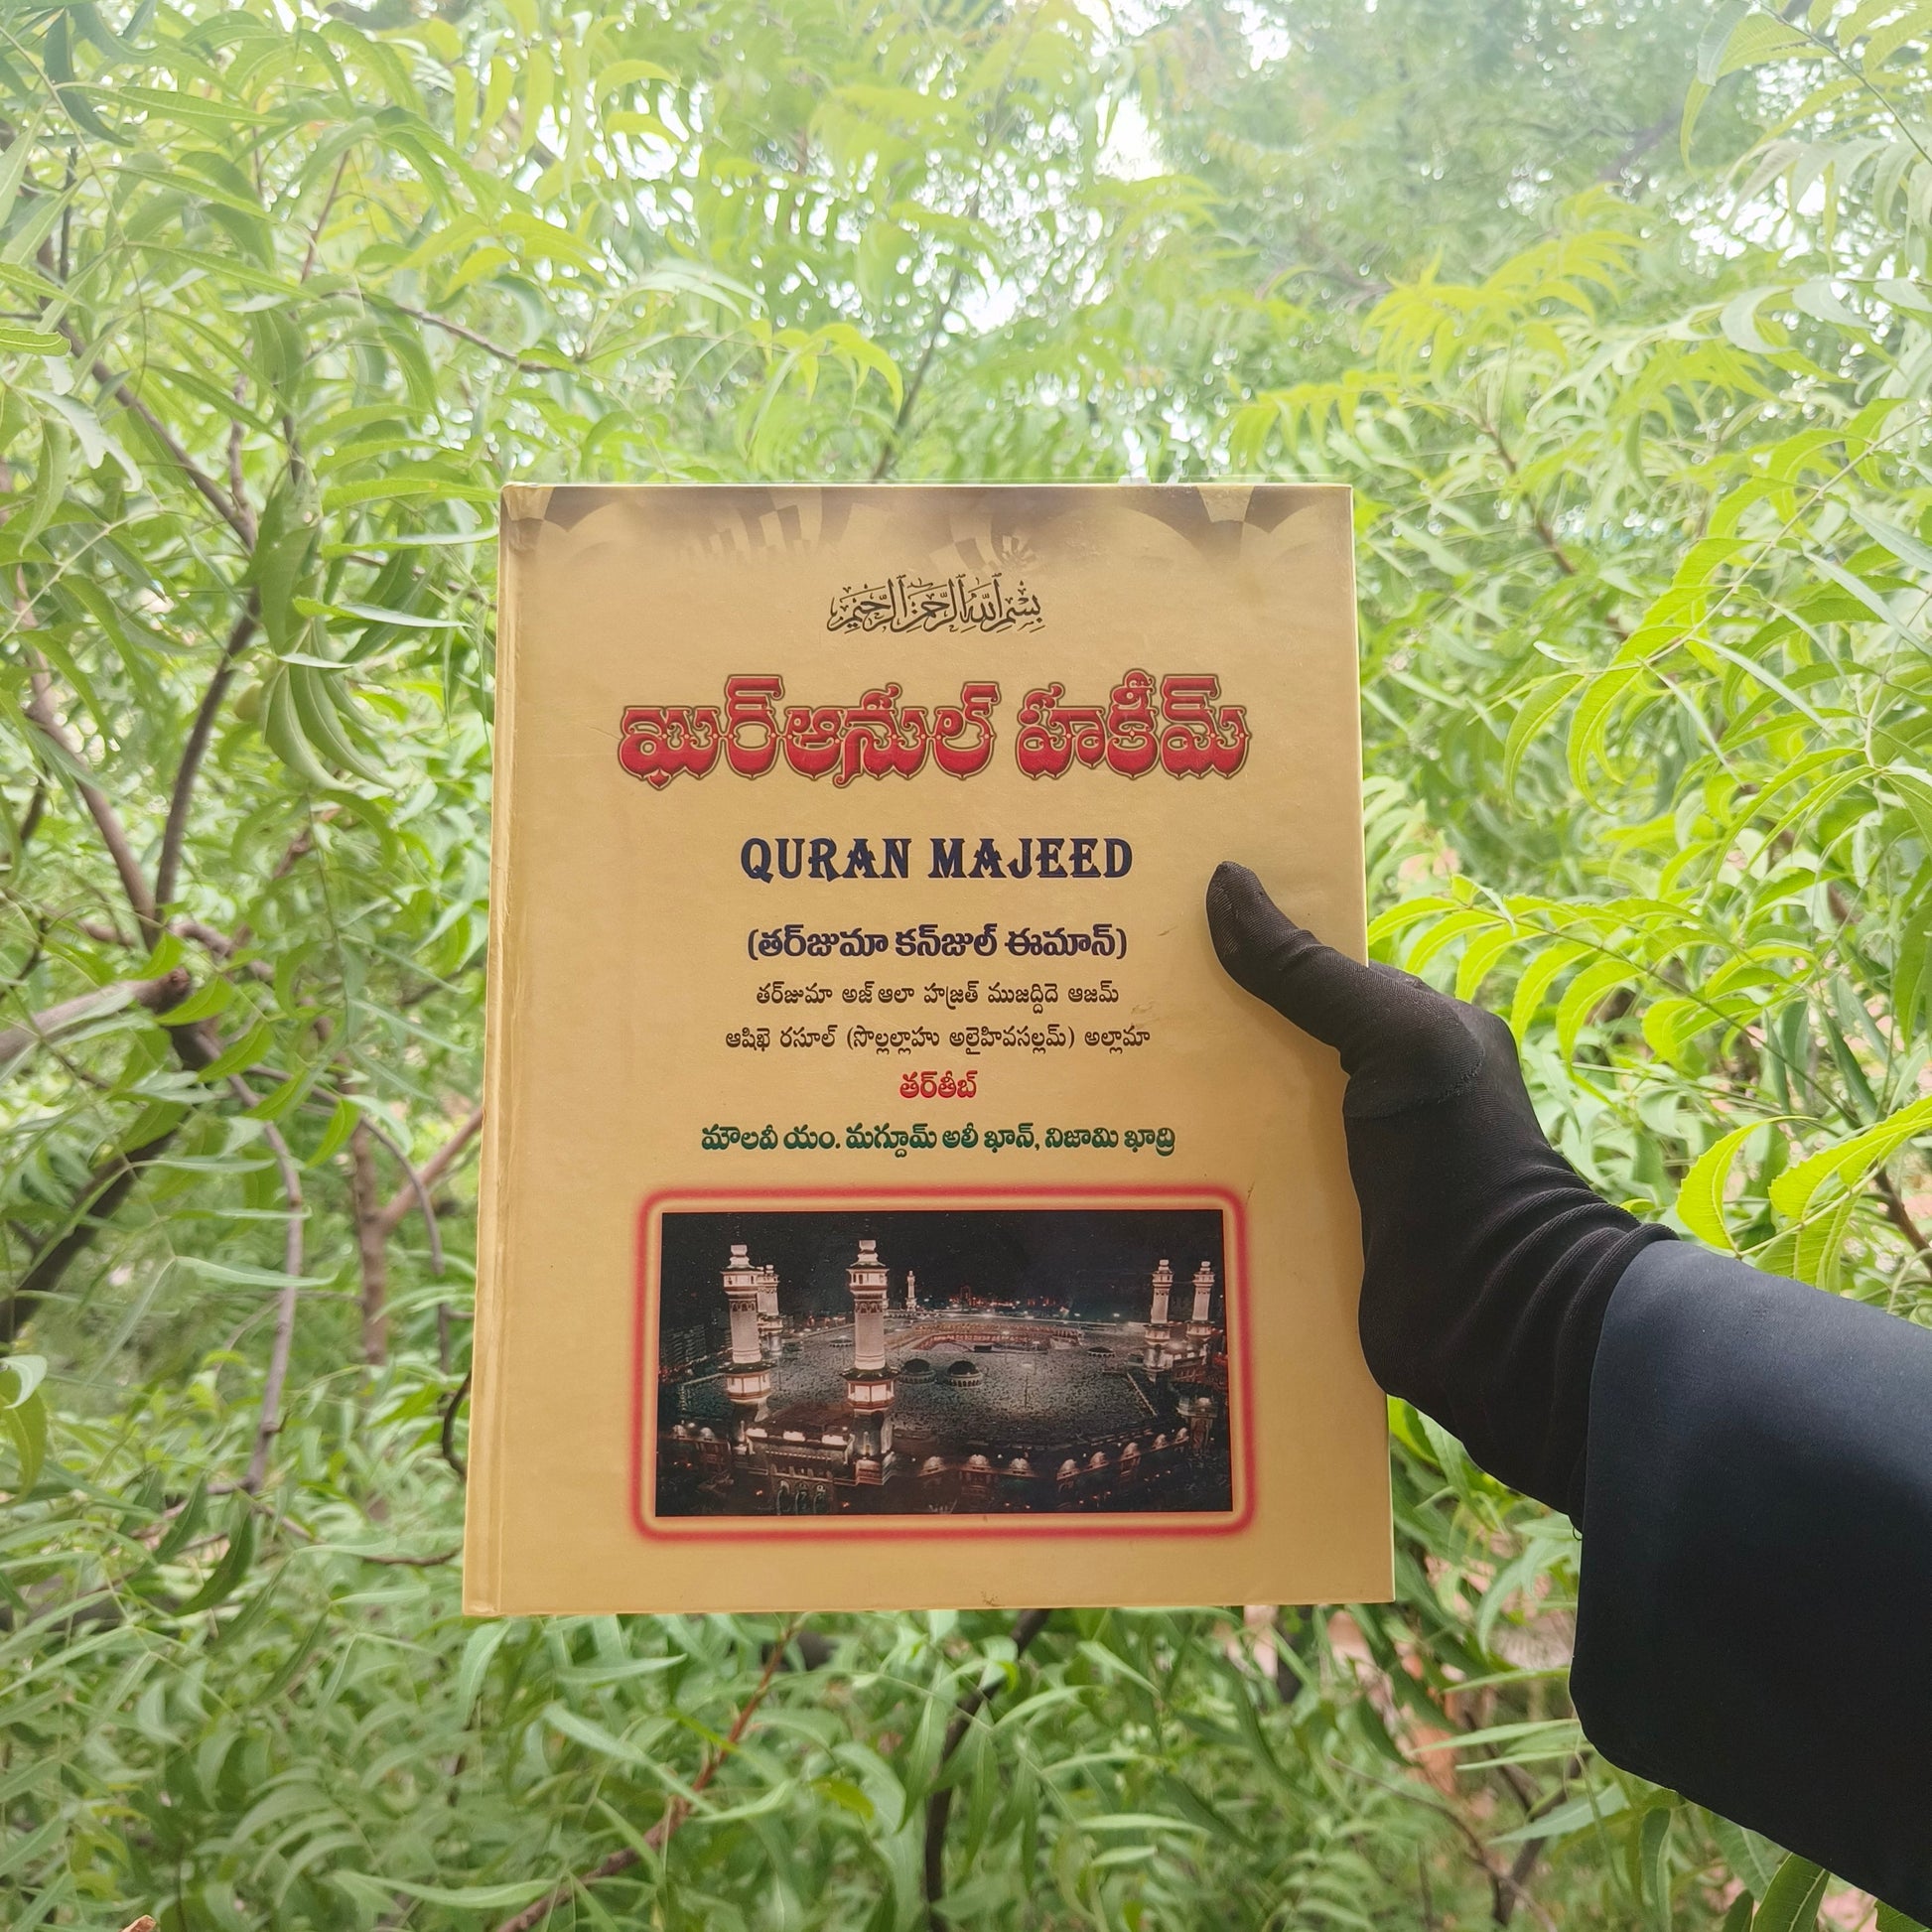 بسم الله الرحمن الرحيم
ఖుర్ఆనుల్ హకీమ్
QURAN MAJEED
(తర్జుమా కన్జుల్ ఈమాన్)
తర్జుమా అజ్ ఆలా హజ్రత్ ముజద్దిదె ఆజమ్
ఆషిఖె రసూల్ (సొల్లల్లాహు అలైహివసల్లమ్) అల్లామా
తర్తీబ్
మౌలవీ యం. మగ్దూమ్ అలీ ఖాన్, నిజామి ఖాద్రి